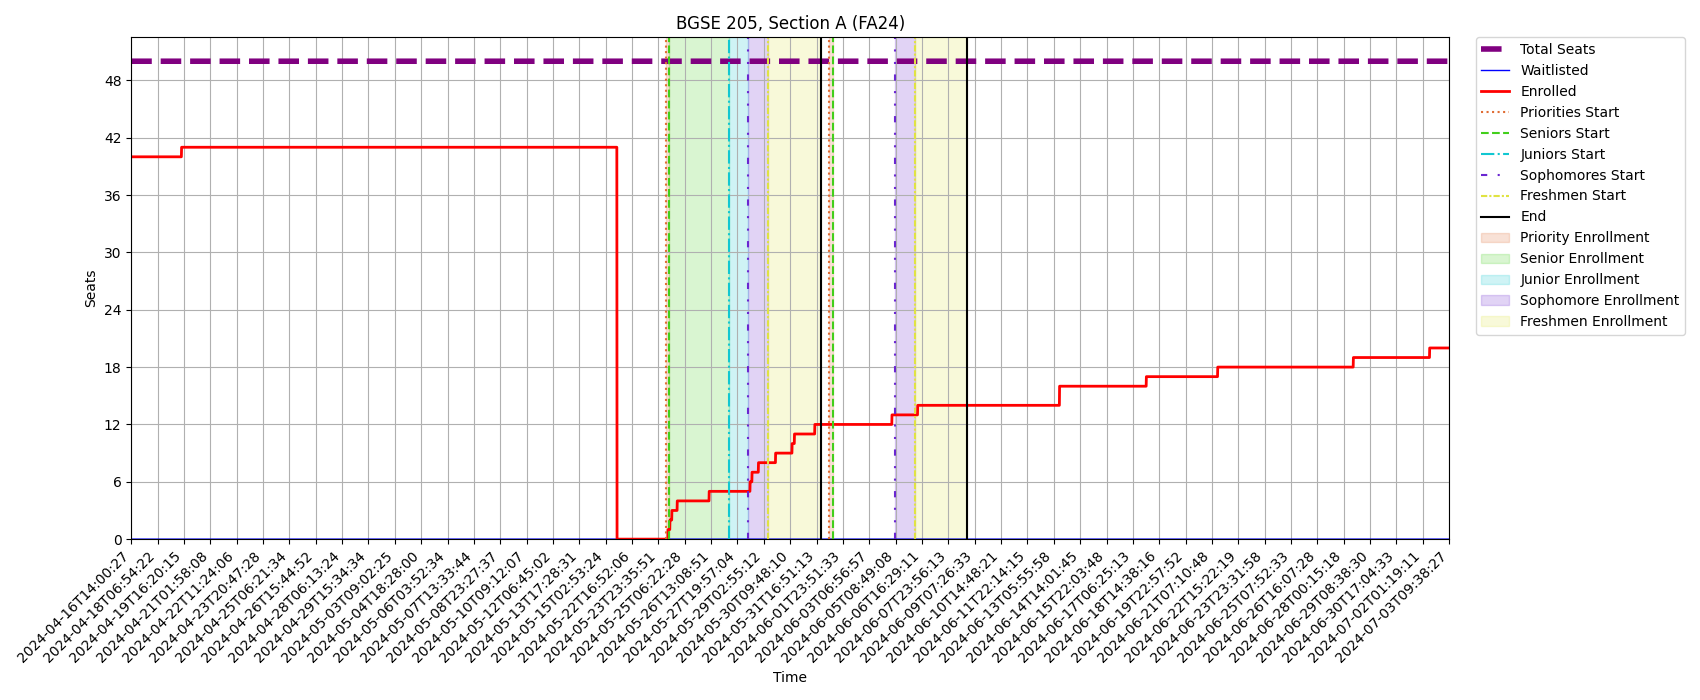 BGSE 205, Section A (FA24)
Seats
48
42
36
30
24
18
12
6
0
2024-04-16T14:00:27
2024-04-18T06:54:22
2024-04-19T16:20:15
2024-04-21T01:58:08
2024-04-22T11:24:06
2024-04-23T20:47:28
2024-04-25T06:21:34
2024-04-26T15:44:52
2024-04-28T06:13:24
2024-04-29T15:34:34
2024-05-03T09:02:25
2024-05-04T18:28:00
2024-05-06T03:52:34
2024-05-07T13:33:44
2024-05-08T23:27:37
2024-05-10T09:12:07
2024-05-12T06:45:02
2024-05-13T17:28:31
2024-05-15T02:53:24
2024-05-22T16:52:06
2024-05-23T23:35:51
2024-05-25T06:22:28
2024-05-26T13:08:51
2024-05-27T19:57:04
2024-05-29T02:55:12
2024-05-30T09:48:10
2024-05-31T16:51:13
2024-06-01T23:51:33
2024-06-03T06:56:57
2024-06-05T08:49:08
2024-06-06T16:29:11
2024-06-07T23:56:13
2024-06-09T07:26:33
2024-06-10T14:48:21
2024-06-11T22:14:15
2024-06-13T05:55:58
2024-06-14T14:01:45
2024-06-15T22:03:48
2024-06-17T06:25:13
2024-06-18T14:38:16
2024-06-19T22:57:52
2024-06-21T07:10:48
2024-06-22T15:22:19
2024-06-23T23:31:58
2024-06-25T07:52:33
2024-06-26T16:07:28
2024-06-28T00:15:18
2024-06-29T08:38:30
2024-06-30T17:04:33
2024-07-02T01:19:11
2024-07-03T09:38:27
Time
Total Seats
Waitlisted
Enrolled
Priorities Start
Seniors Start
Juniors Start
Sophomores Start
Freshmen Start
End
Priority Enrollment
Senior Enrollment
Junior Enrollment
Sophomore Enrollment
Freshmen Enrollment